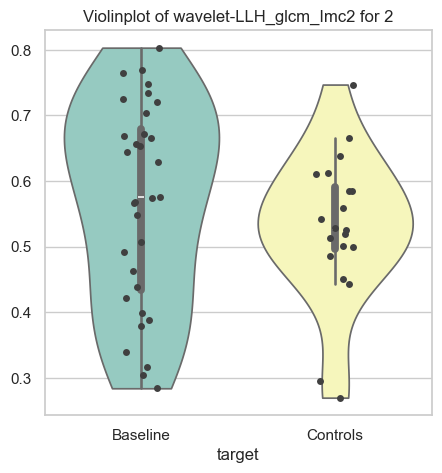 Violinplot of wavelet-LLH_glcm_Imc2 for 2
0.8
0.7
0.6
0.5
0.4
0.3
Baseline
Controls
target